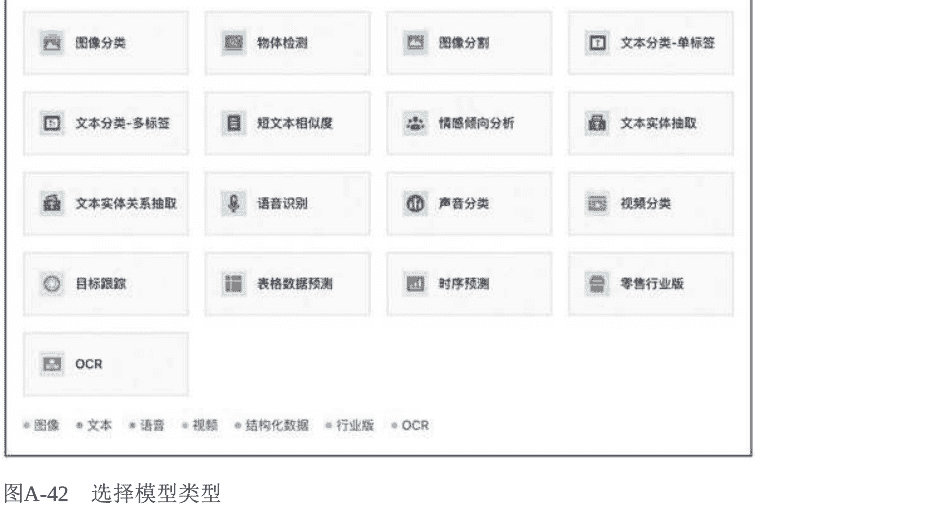 图像分类 物体检测 图像分割 文本分类-单标签
文本分类-多标签 短文本相似度 情感倾向分析 文本实体抽取
文本实体关系抽取 语音识别 声音分类 视频分类
目标跟踪 表格数据预测 时序预测 零售行业版
OCR
图像 文本 语音 视频 结构化数据 行业版 OCR
图A-42 选择模型类型